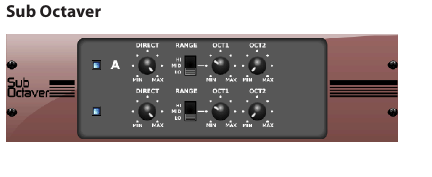 Sub Octaver
DIRECT RANGE OCT1 OCT2
A HI
MID
LO
MIN MAX MIN MAX MIN MAX
Sub
Octaver
DIRECT RANGE OCT1 OCT2
HI
MID
LO
MIN MAX MIN MAX MIN MAX